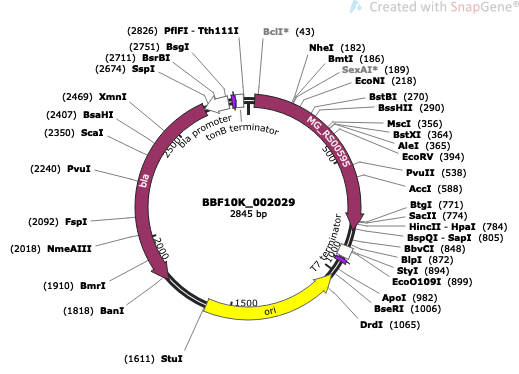 Created with SnapGene®
(2826) PflFI - Tth111I
BclI* (43)
(2751) BsgI
(2711) BsrBI
(2674) SspI
NheI (182)
BmtI (186)
SexAI* (189)
EcoNI (218)
(2469) XmnI
(2407) BsaHI
(2350) ScaI
(2240) PvuI
(2092) FspI
(2018) NmeAIII
(1910) BmrI
(1818) BanI
(1611) StuI
BstBI (270)
BssHII (290)
MscI (356)
BstXI (364)
AleI (365)
EcoRV (394)
PvuII (538)
AccI (588)
BtgI (771)
SacII (774)
HincII - HpaI (784)
BspQI - SapI (805)
BbvCI (848)
BlpI (872)
StyI (894)
EcoO109I (899)
ApoI (982)
BseRI (1006)
DrdI (1065)
bla promoter
tonB terminator
MG_RS00595
bla
T7 terminator
ori
500
1000
1500
2000
2500
BBF10K_002029
2845 bp